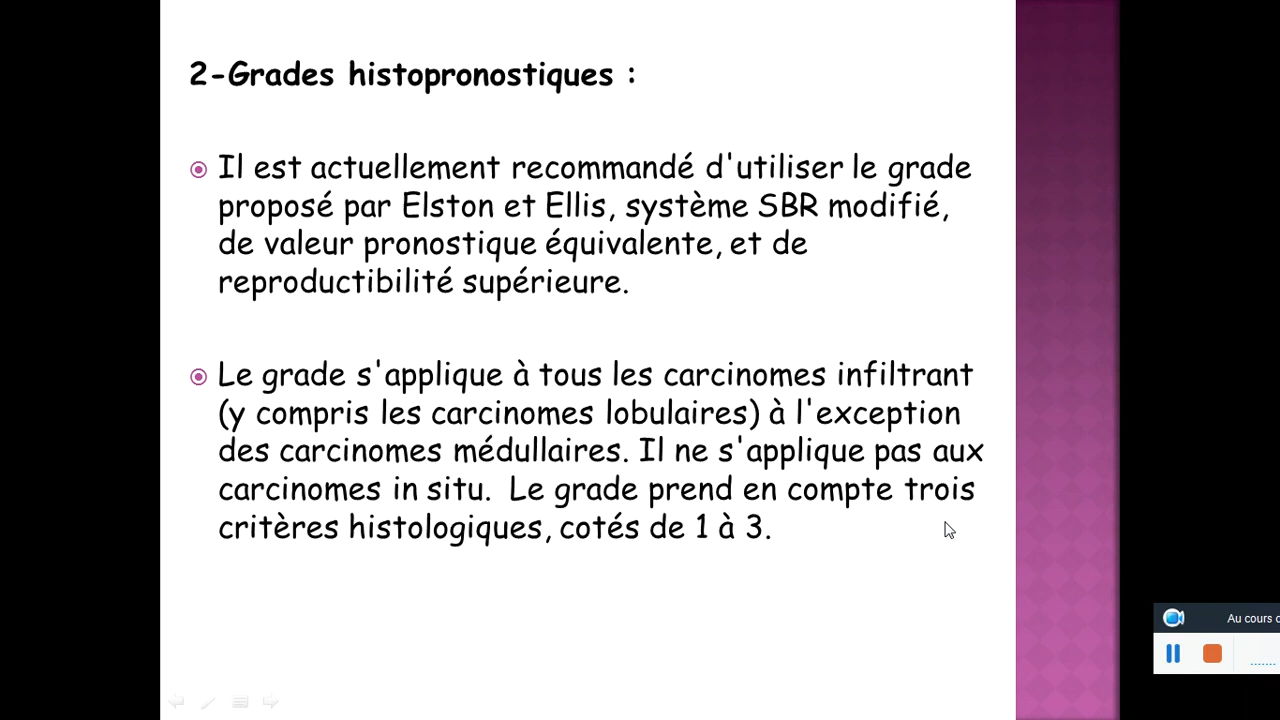 2-Grades histopronostiques :
Il est actuellement recommandé d'utiliser le grade
proposé par Elston et Ellis, système SBR modifié,
de valeur pronostique équivalente, et de
reproductibilité supérieure.
Le grade s'applique à tous les carcinomes infiltrant
(y compris les carcinomes lobulaires) à l'exception
des carcinomes médullaires. Il ne s'applique pas aux
carcinomes in situ. Le grade prend en compte trois
critères histologiques, cotés de 1 à 3.
Au cours